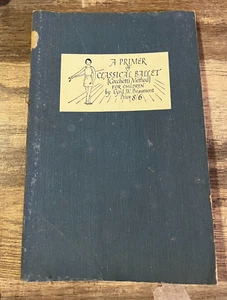 A PRIMER
OF
CLASSICAL BALLET
(Cecchetti Method)
FOR CHILDREN
by Cyril W. Beaumont
Price 8/6